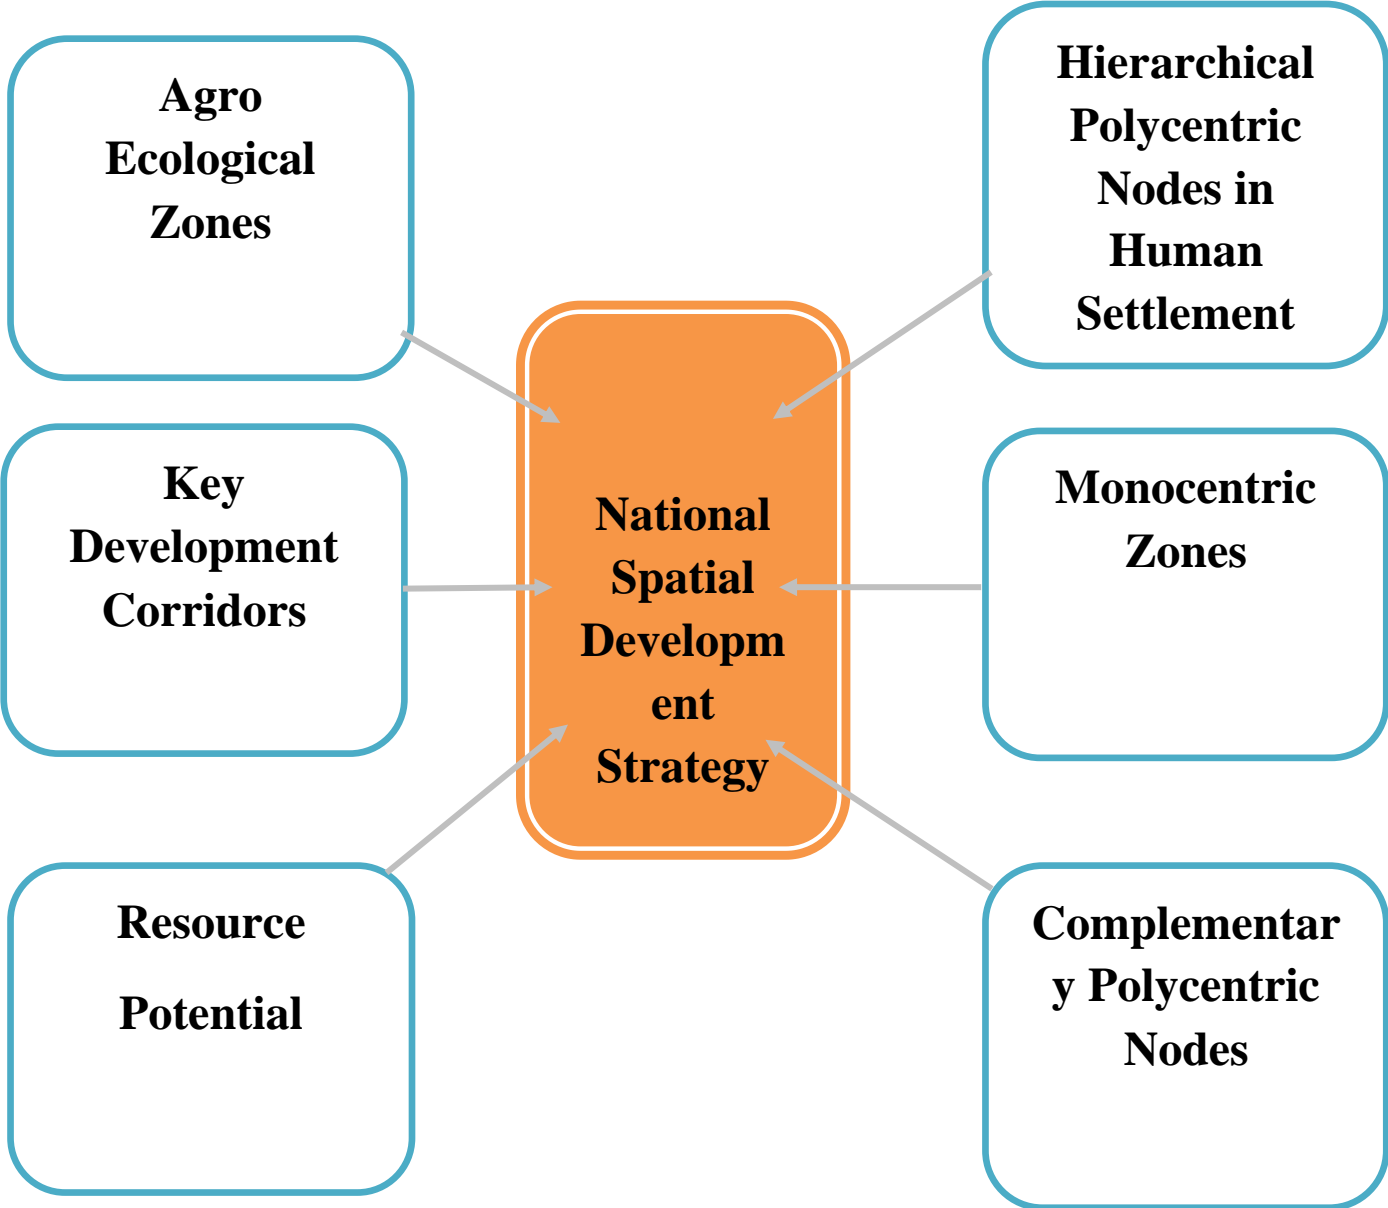 Agro
Ecological
Zones
Hierarchical
Polycentric
Nodes in
Human
Settlement
Key
Development
Corridors
National
Spatial
Developm
ent
Strategy
Monocentric
Zones
Resource
Potential
Complementar
y Polycentric
Nodes